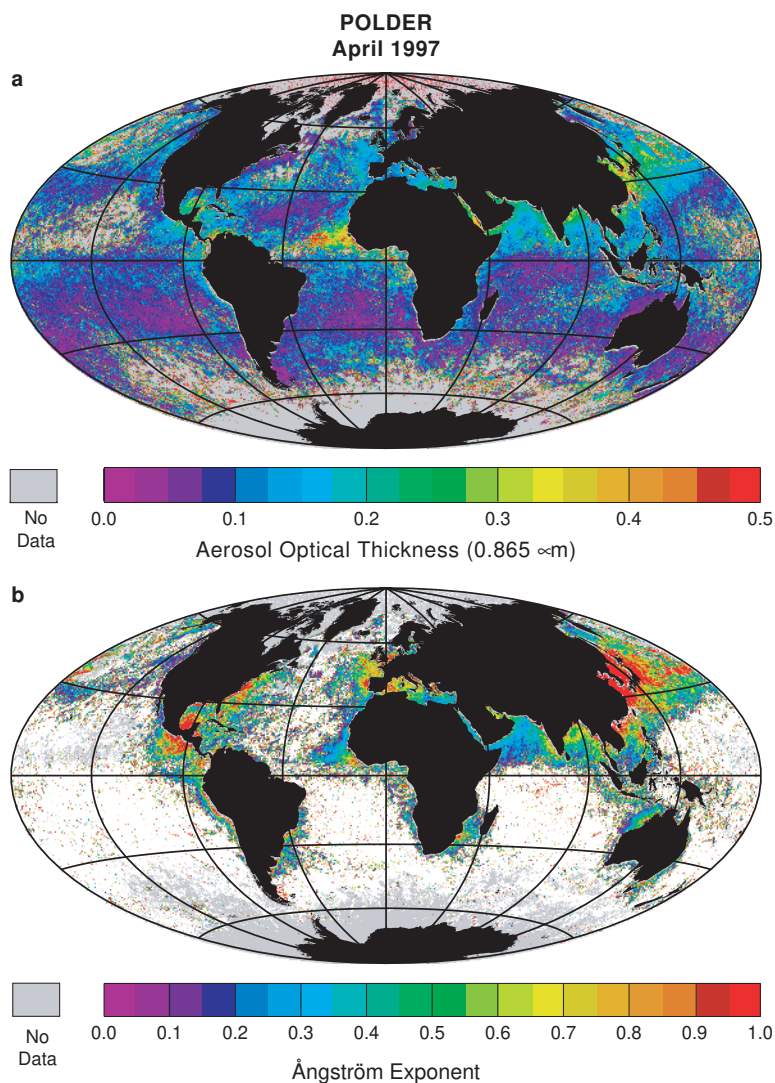 POLDER
April 1997
a
No
Data
0.0 0.1 0.2 0.3 0.4 0.5
Aerosol Optical Thickness (0.865 ∝m)
b
No
Data
0.0 0.1 0.2 0.3 0.4 0.5 0.6 0.7 0.8 0.9 1.0
Ångström Exponent